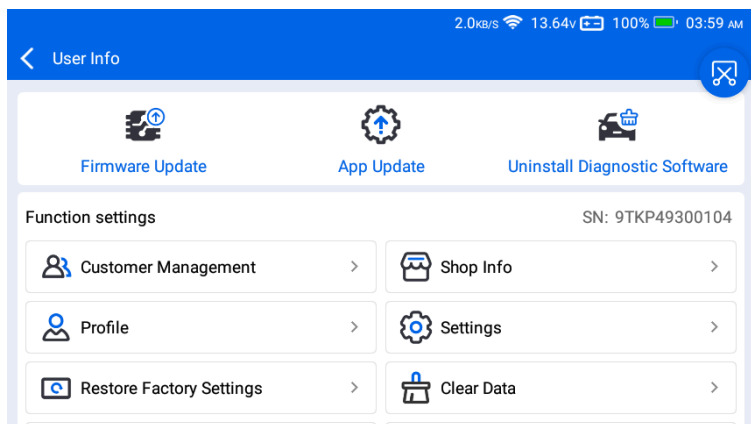 2.0KB/S 13.64V 100% 03:59 AM
User Info
Firmware Update App Update Uninstall Diagnostic Software
Function settings SN: 9TKP49300104
Customer Management Shop Info
Profile Settings
Restore Factory Settings Clear Data